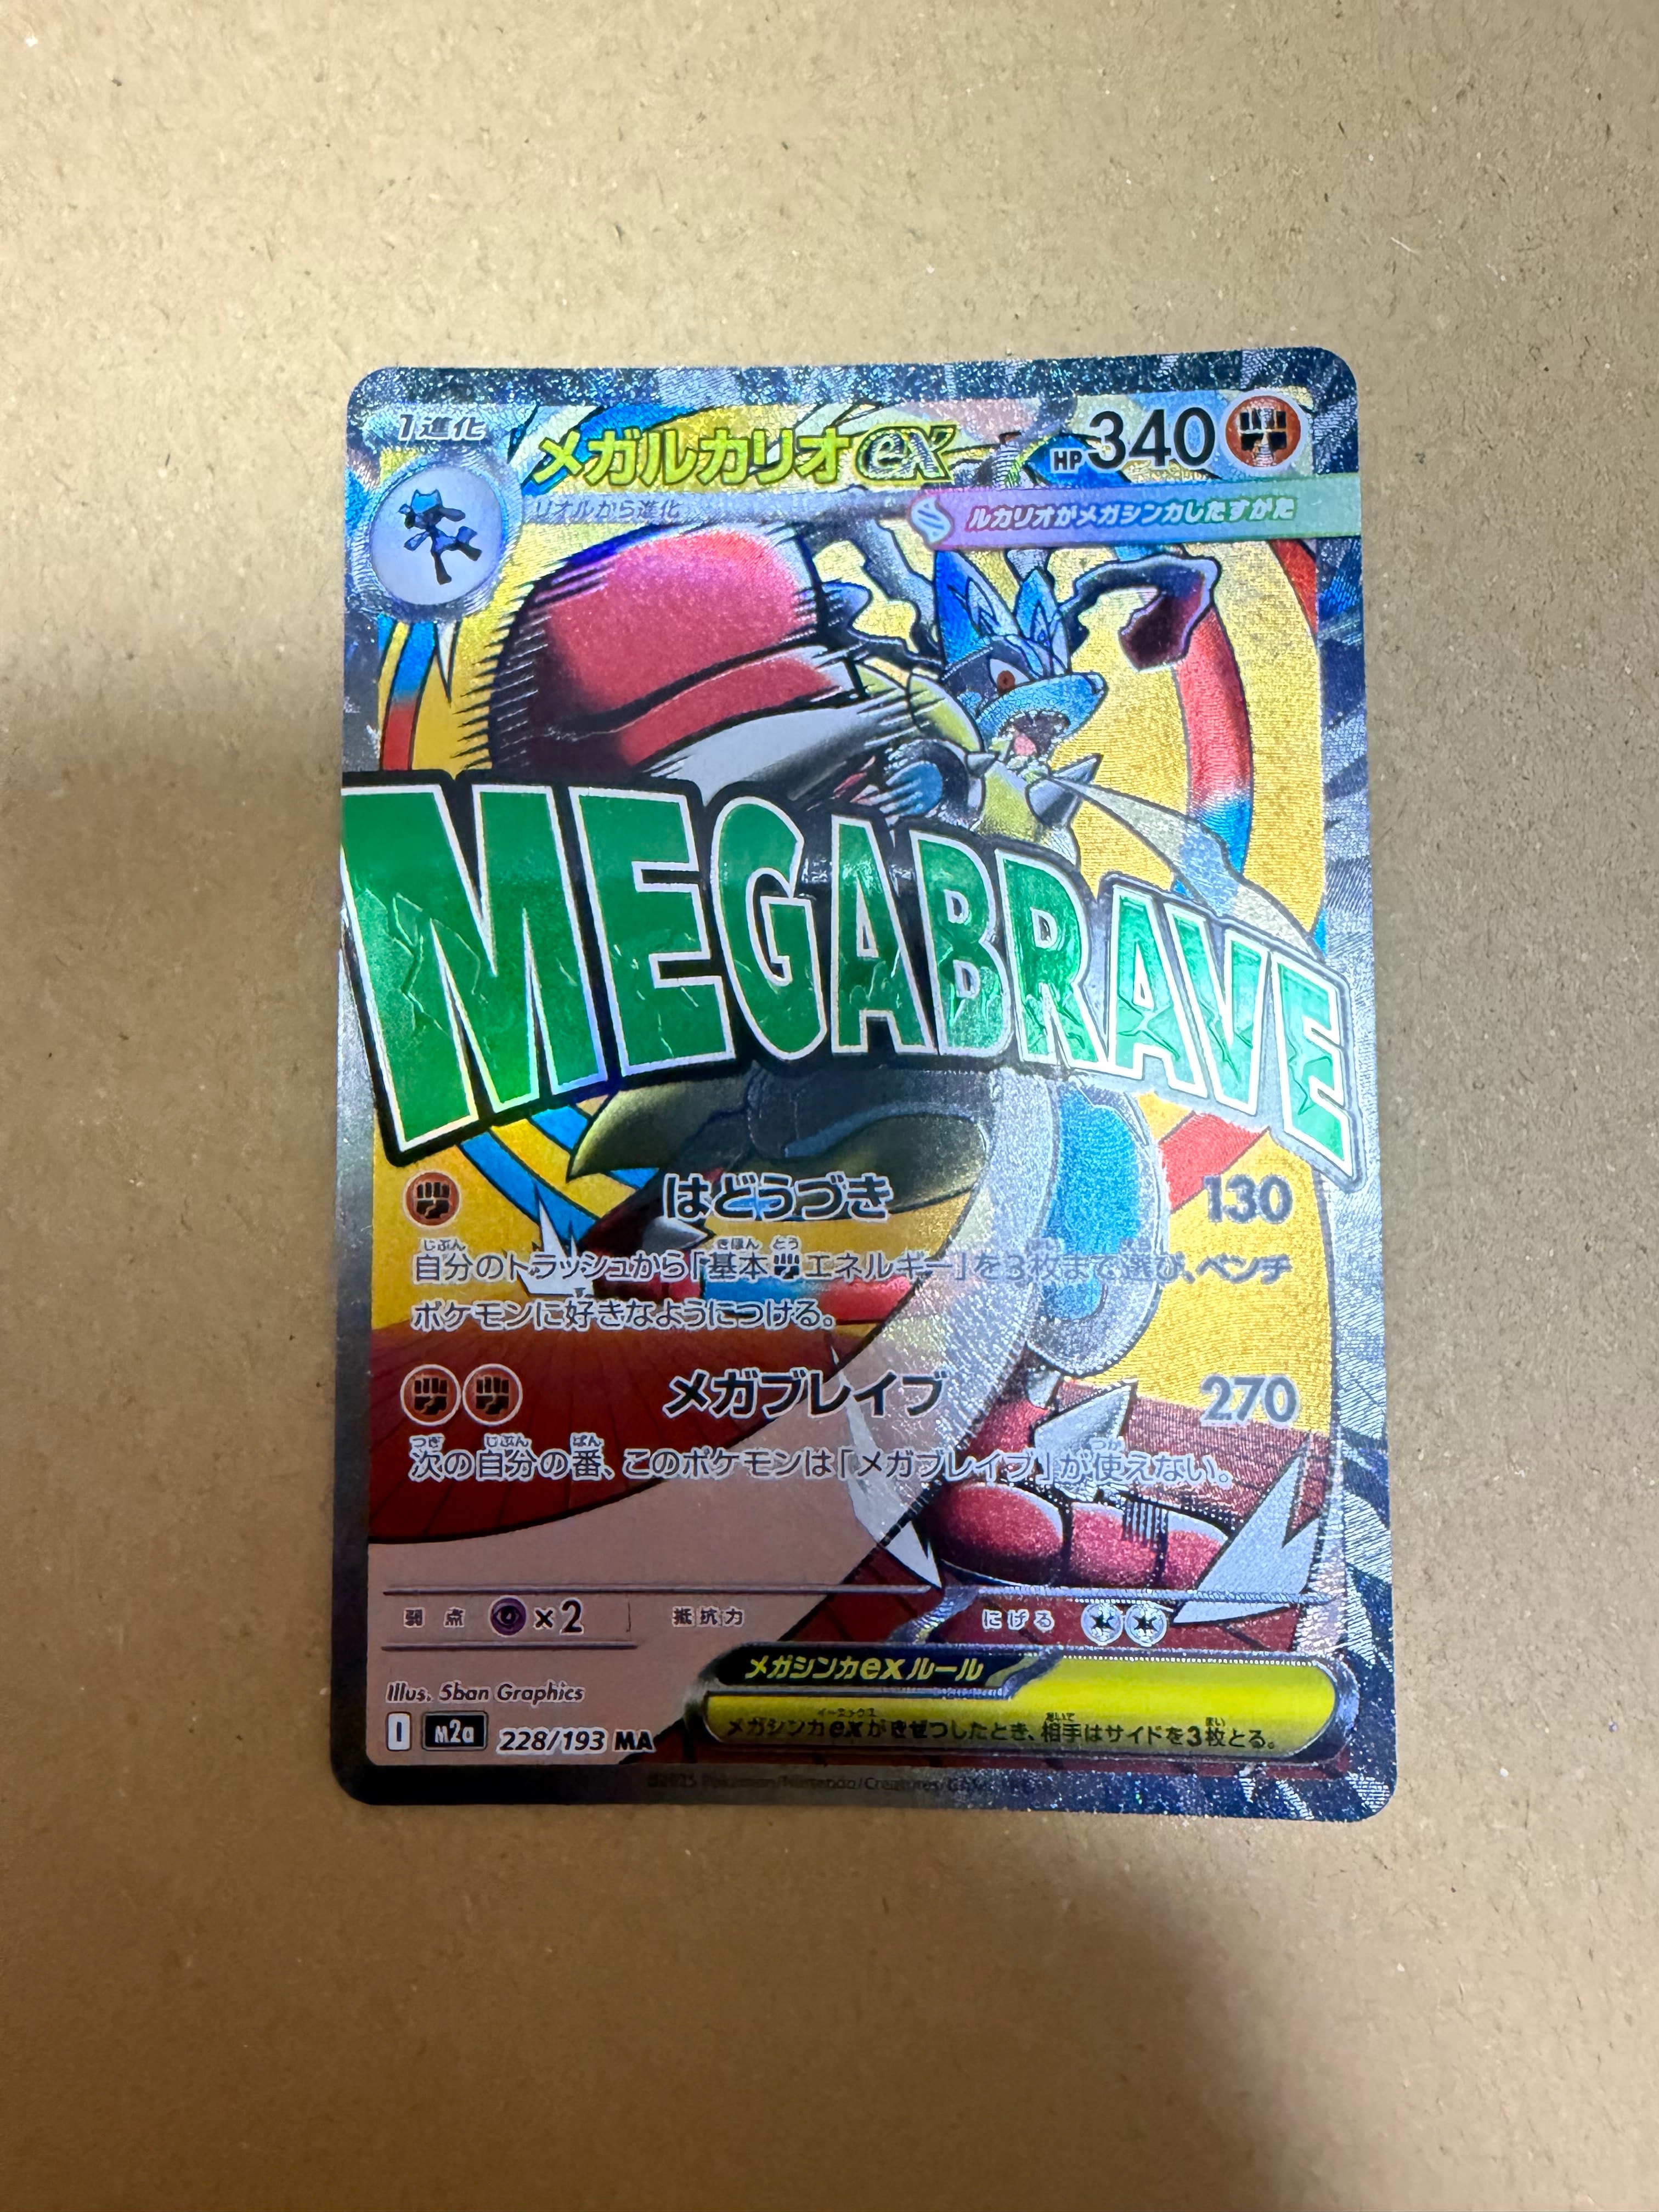 1進化
メガルカリオex
HP340
リオルから進化
ルカリオがメガシンカしたすがた
MEGABRAVE
はどうづき 130
自分のトラッシュから「基本エネルギー」を3枚まで選び、ベンチ
ポケモンに好きなようにつける。
メガブレイブ 270
次の自分の番、このポケモンは「メガブレイブ」が使えない。
弱点 ×2 抵抗力 にげる
メガシンカexルール
メガシンカexがきぜつしたとき、相手はサイドを3枚とる。
Illus. 5ban Graphics
I M2a 228/193 MA
©2025 Pokémon/Nintendo/Creatures/GAME FREAK